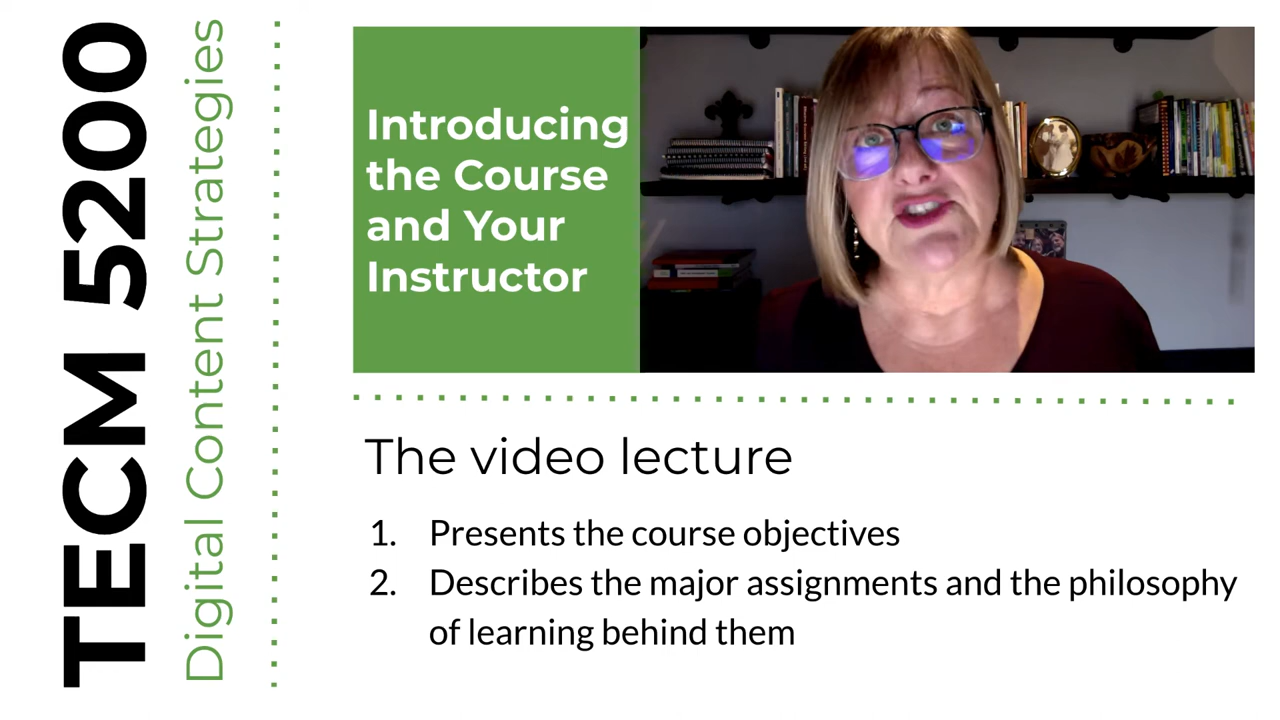 TECM 5200
Digital Content Strategies
Introducing
the Course
and Your
Instructor
The video lecture
1. Presents the course objectives
2. Describes the major assignments and the philosophy
of learning behind them